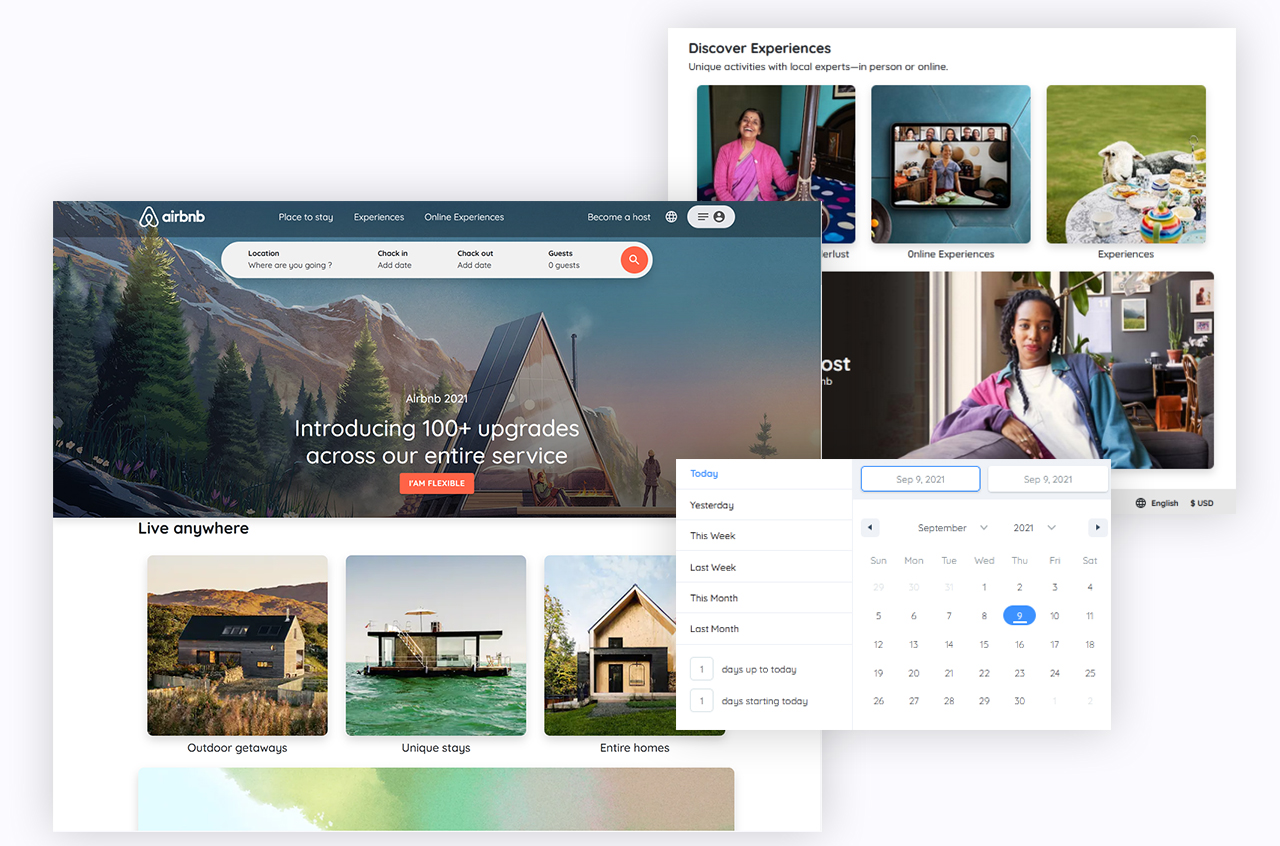 Discover Experiences
Unique activities with local experts—in person or online.
erlust
Online Experiences
Experiences
ost
nb
English $ USD
airbnb
Place to stay Experiences Online Experiences Become a host
Location Chack in Chack out Guests
Where are you going ? Add date Add date 0 guests
Airbnb 2021
Introducing 100+ upgrades
across our entire service
I'AM FLEXIBLE
Live anywhere
Outdoor getaways Unique stays Entire homes
Today
Yesterday
This Week
Last Week
This Month
Last Month
1 days up to today
1 days starting today
Sep 9, 2021 Sep 9, 2021
September 2021
Sun Mon Tue Wed Thu Fri Sat
29 30 31 1 2 3 4
5 6 7 8 9 10 11
12 13 14 15 16 17 18
19 20 21 22 23 24 25
26 27 28 29 30 1 2